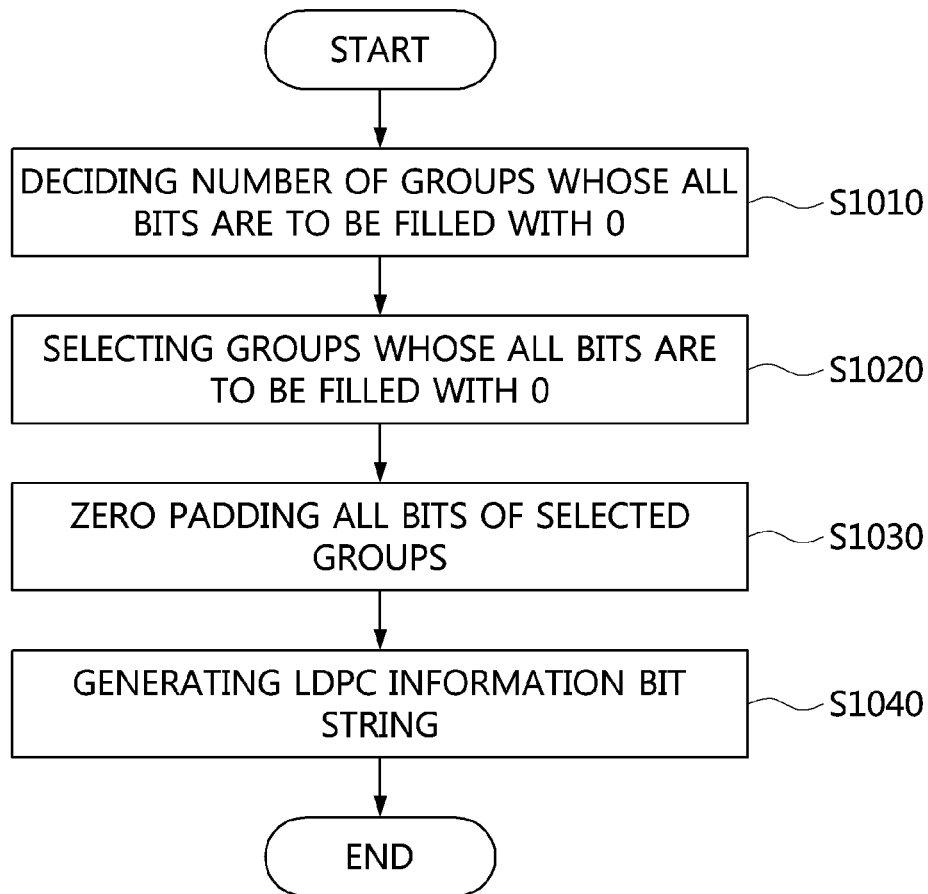 START
DECIDING NUMBER OF GROUPS WHOSE ALL
BITS ARE TO BE FILLED WITH 0
S1010
SELECTING GROUPS WHOSE ALL BITS ARE
TO BE FILLED WITH 0
S1020
ZERO PADDING ALL BITS OF SELECTED
GROUPS
S1030
GENERATING LDPC INFORMATION BIT
STRING
S1040
END